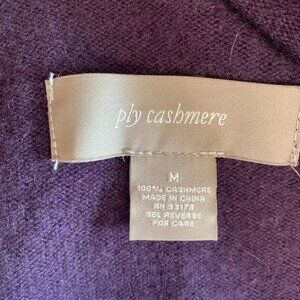 ply cashmere
M
100% CASHMERE
MADE IN CHINA
RN 93178
SEE REVERSE
FOR CARE